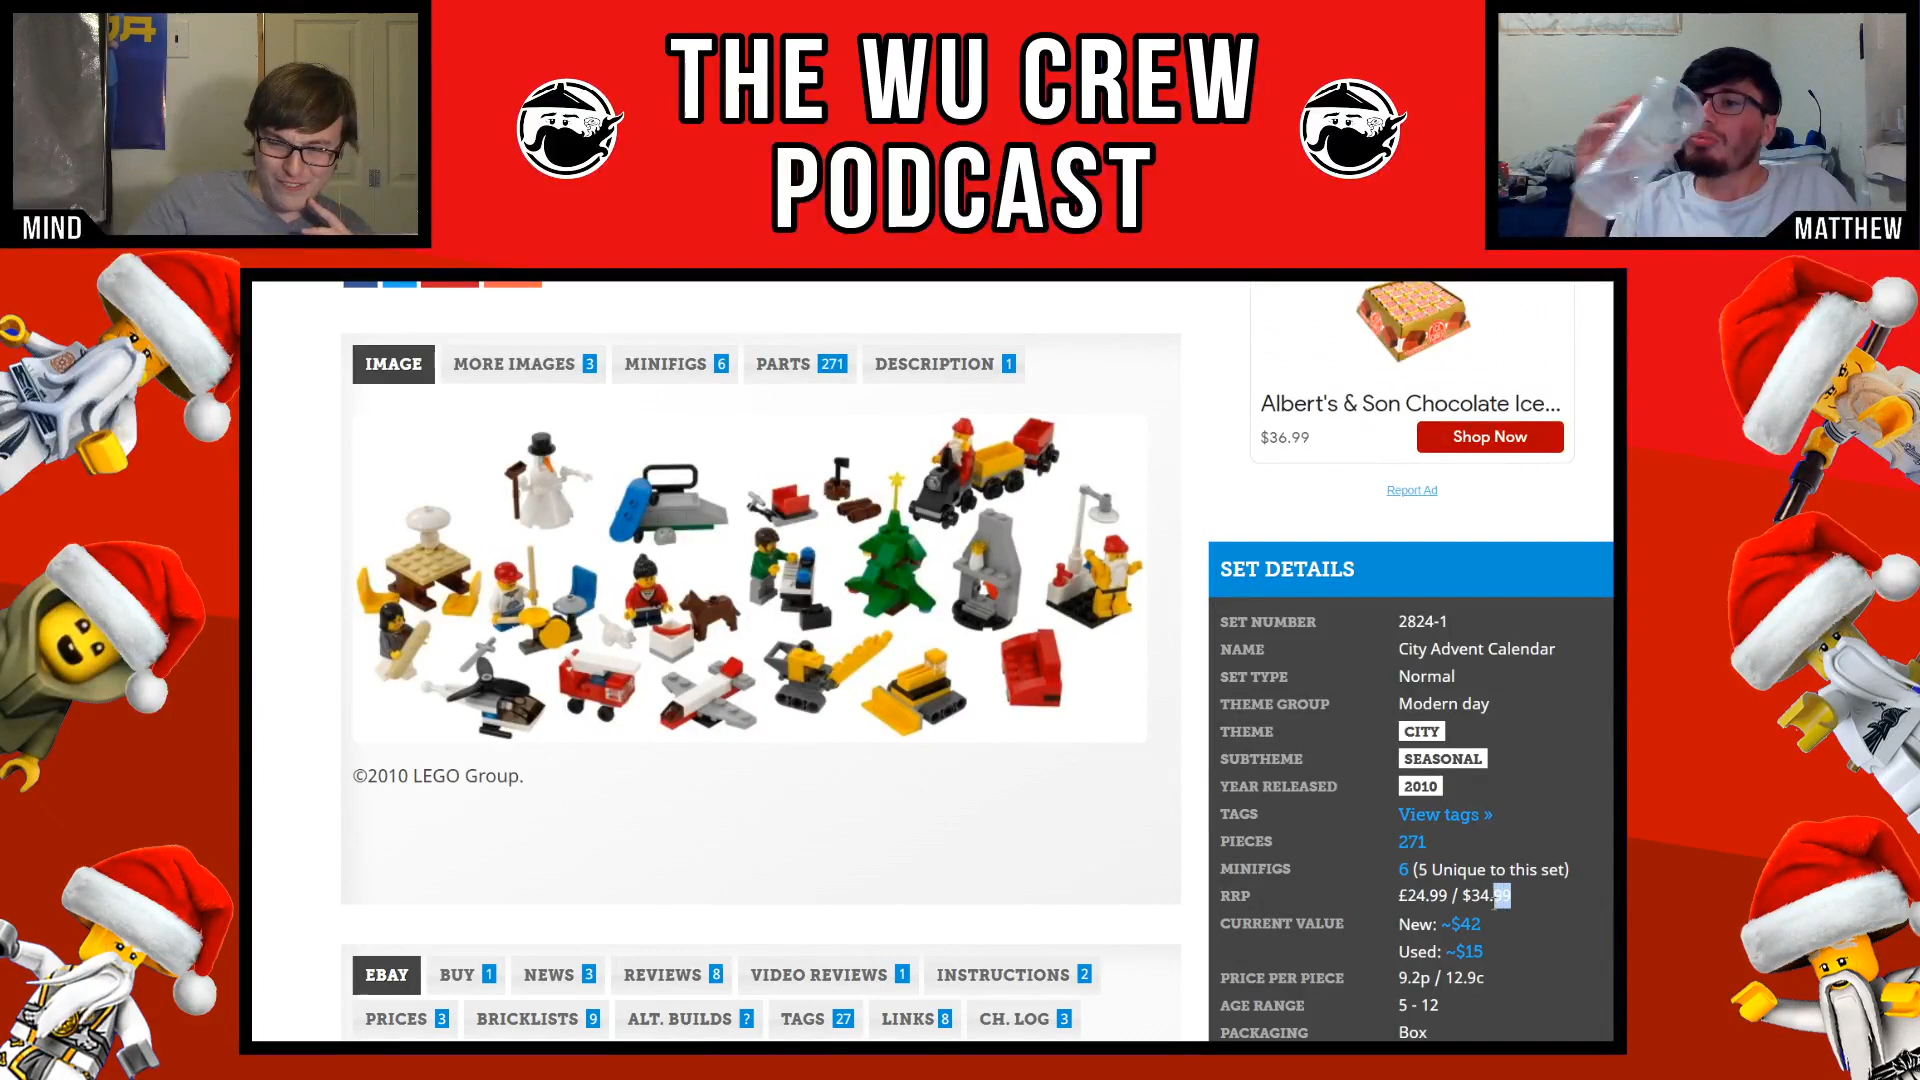 THE WU CREW
PODCAST
MIND
MATTHEW
IMAGE
MORE IMAGES 3
MINIFIGS 6
PARTS 271
DESCRIPTION 1
©2010 LEGO Group.
EBAY
BUY 1
NEWS 3
REVIEWS 8
VIDEO REVIEWS 1
INSTRUCTIONS 2
PRICES 3
BRICKLISTS 9
ALT. BUILDS ?
TAGS 27
LINKS 8
CH. LOG 3
Albert's & Son Chocolate Ice...
$36.99
Shop Now
Report Ad
SET DETAILS
SET NUMBER 2824-1
NAME City Advent Calendar
SET TYPE Normal
THEME GROUP Modern day
THEME CITY
SUBTHEME SEASONAL
YEAR RELEASED 2010
TAGS View tags »
PIECES 271
MINIFIGS 6 (5 Unique to this set)
RRP £24.99 / $34.99
CURRENT VALUE New: ~$42
Used: ~$15
PRICE PER PIECE 9.2p / 12.9c
AGE RANGE 5 - 12
PACKAGING Box